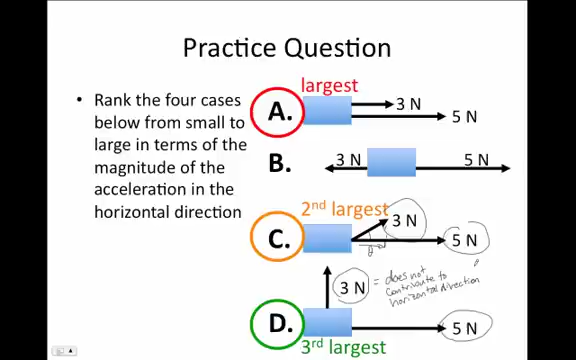 Practice Question
• Rank the four cases
below from small to
large in terms of the
magnitude of the
acceleration in the
horizontal direction
largest
A.
3 N
5 N
B.
3 N
5 N
2nd largest
C.
3 N
θ
5 N
3 N
= does not
contribute to
horizontal direction
D.
5 N
3rd largest